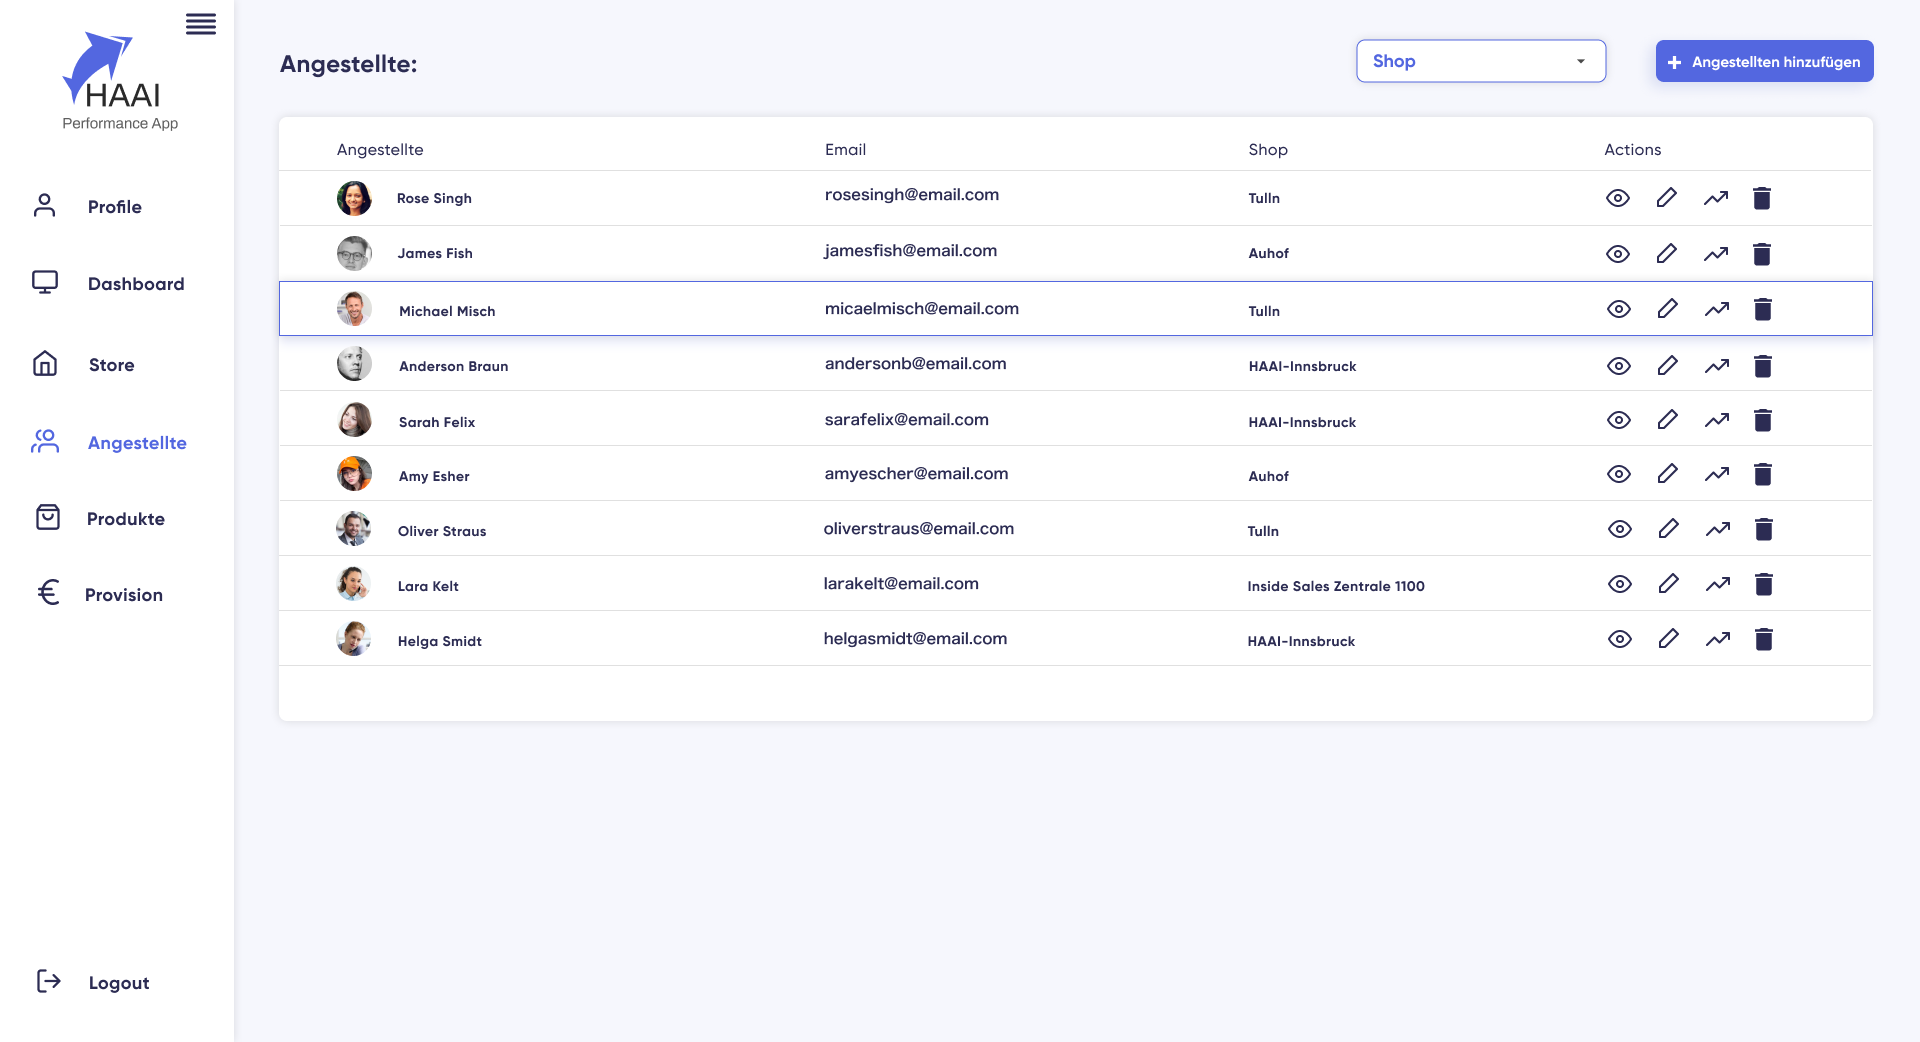 HAAI
Performance App
Profile
Dashboard
Store
Angestellte
Produkte
Provision
Logout
Angestellte:
Shop
Angestellten hinzufügen
Angestellte Email Shop Actions
Rose Singh rosesingh@email.com Tulln
James Fish jamesfish@email.com Auhof
Michael Misch micaelmisch@email.com Tulln
Anderson Braun andersonb@email.com HAAI-Innsbruck
Sarah Felix sarafelix@email.com HAAI-Innsbruck
Amy Esher amyescher@email.com Auhof
Oliver Straus oliverstraus@email.com Tulln
Lara Kelt larakelt@email.com Inside Sales Zentrale 1100
Helga Smidt helgasmidt@email.com HAAI-Innsbruck